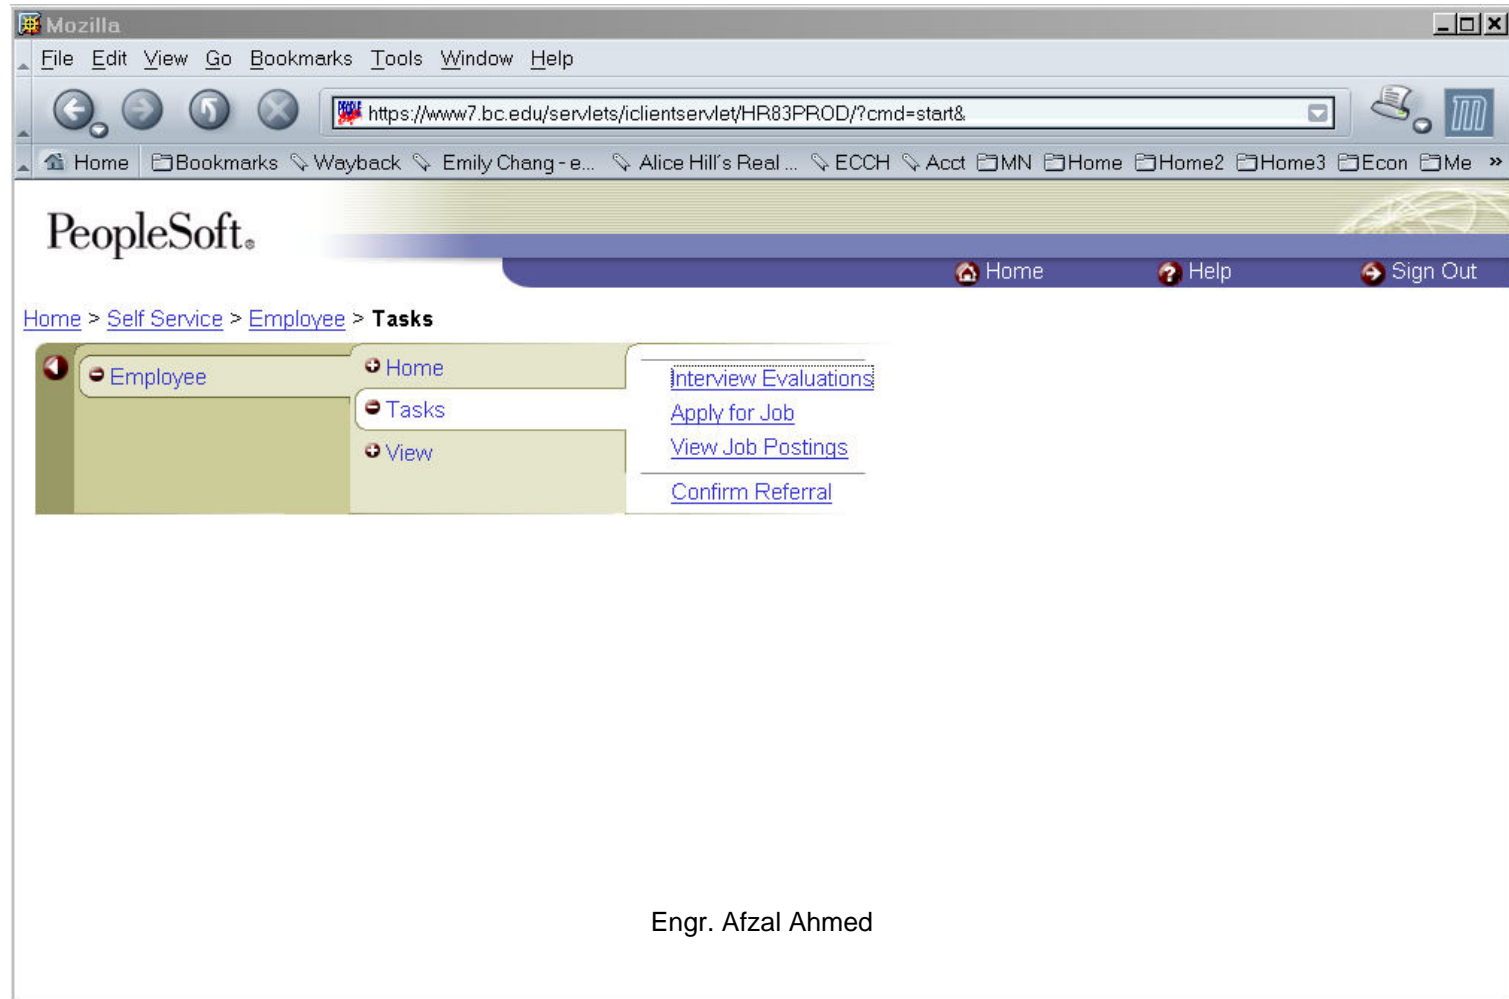 Mozilla
File Edit View Go Bookmarks Tools Window Help
https://www7.bc.edu/servlets/iclientservlet/HR83PROD/?cmd=start&
Home Bookmarks Wayback Emily Chang - e... Alice Hill's Real ... ECCH Acct MN Home Home2 Home3 Econ Me »
PeopleSoft®
Home Help Sign Out
Home > Self Service > Employee > Tasks
Employee
Home
Tasks
View
Interview Evaluations
Apply for Job
View Job Postings
Confirm Referral
Engr. Afzal Ahmed